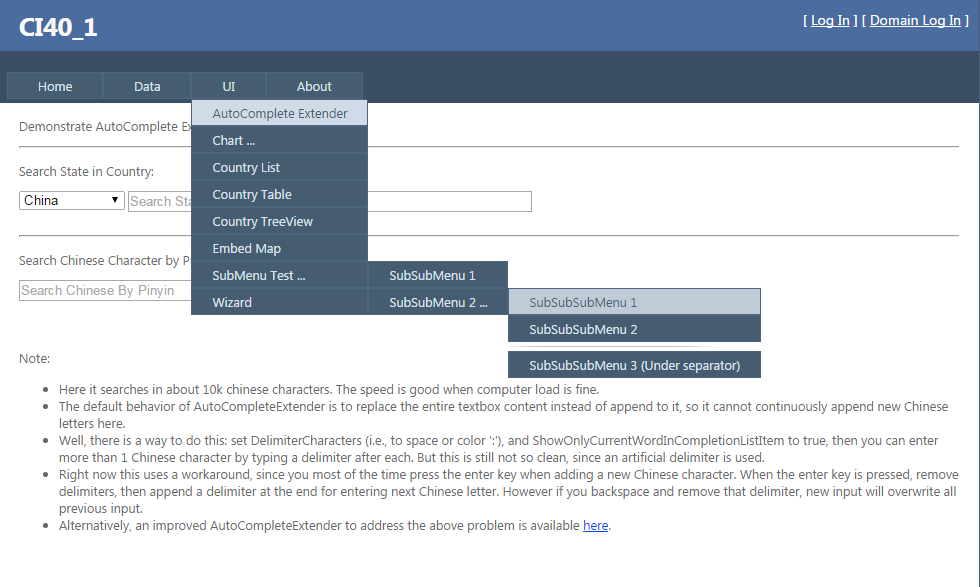 CI40_1
[ Log In ] [ Domain Log In ]
Home Data UI About
AutoComplete Extender
Demonstrate AutoComplete Ex
Chart ...
Country List
Search State in Country:
Country Table
China
Search Sta
Country TreeView
Embed Map
Search Chinese Character by P
SubMenu Test ...
SubSubMenu 1
Search Chinese By Pinyin
Wizard
SubSubMenu 2 ...
SubSubSubMenu 1
SubSubSubMenu 2
SubSubSubMenu 3 (Under separator)
Note:
Here it searches in about 10k chinese characters. The speed is good when computer load is fine.
The default behavior of AutoCompleteExtender is to replace the entire textbox content instead of append to it, so it cannot continuously append new Chinese
letters here.
Well, there is a way to do this: set DelimiterCharacters (i.e., to space or color ':'), and ShowOnlyCurrentWordInCompletionListItem to true, then you can enter
more than 1 Chinese character by typing a delimiter after each. But this is still not so clean, since an artificial delimiter is used.
Right now this uses a workaround, since you most of the time press the enter key when adding a new Chinese character. When the enter key is pressed, remove
delimiters, then append a delimiter at the end for entering next Chinese letter. However if you backspace and remove that delimiter, new input will overwrite all
previous input.
Alternatively, an improved AutoCompleteExtender to address the above problem is available here.